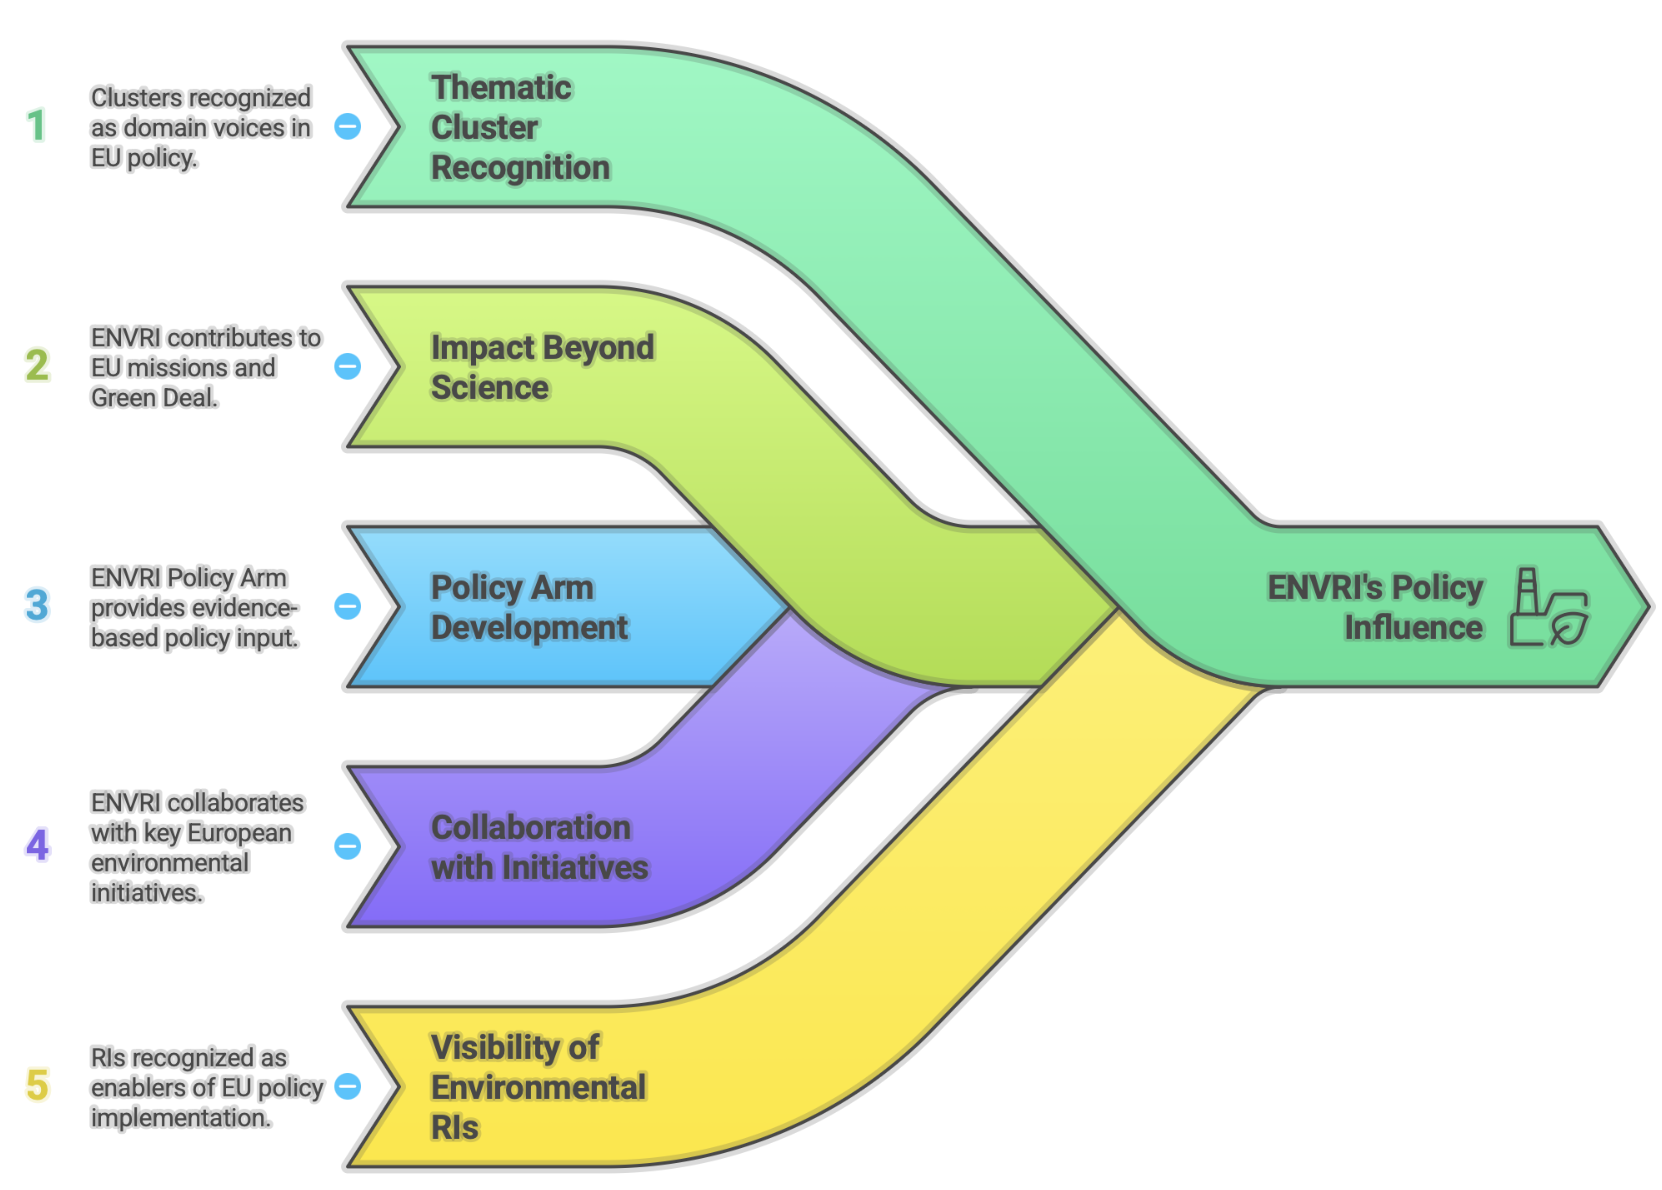 1
Clusters recognized
as domain voices in
EU policy.
Thematic
Cluster
Recognition
2
ENVRI contributes to
EU missions and
Green Deal.
Impact Beyond
Science
3
ENVRI Policy Arm
provides evidence-
based policy input.
Policy Arm
Development
ENVRI's Policy
Influence
4
ENVRI collaborates
with key European
environmental
initiatives.
Collaboration
with Initiatives
5
RIs recognized as
enablers of EU policy
implementation.
Visibility of
Environmental
RIs